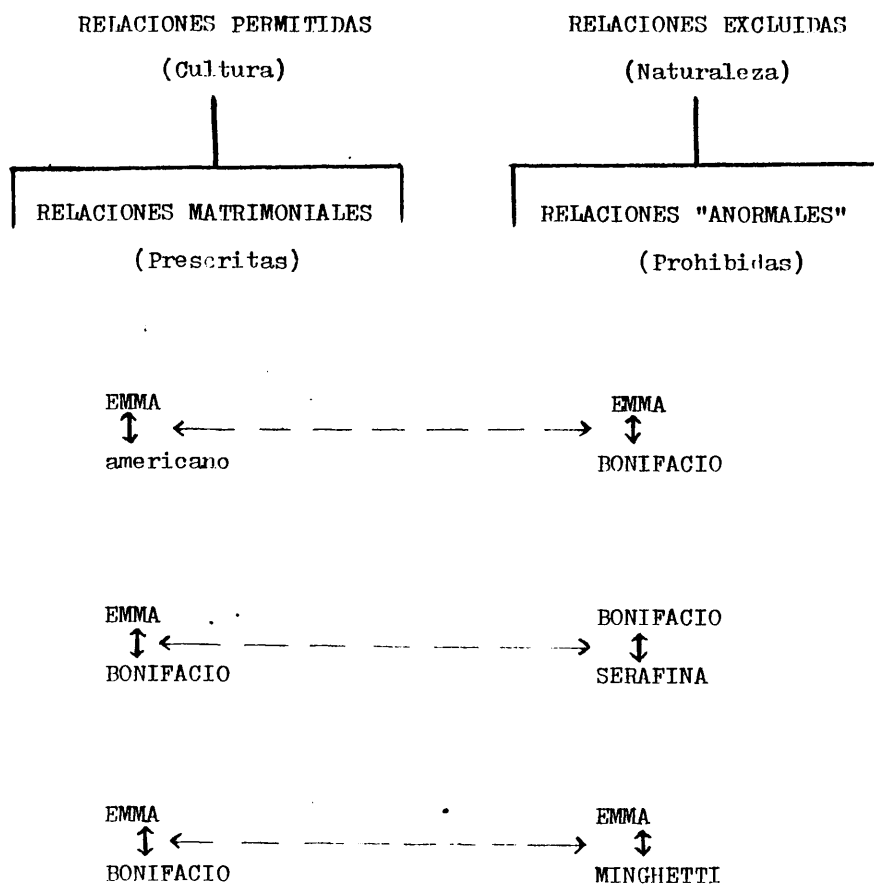 RELACIONES PERMITIDAS RELACIONES EXCLUIDAS
(Cultura) (Naturaleza)
RELACIONES MATRIMONIALES RELACIONES "ANORMALES"
(Prescritas) (Prohibidas)
EMMA EMMA
americano BONIFACIO
EMMA BONIFACIO
BONIFACIO SERAFINA
EMMA EMMA
BONIFACIO MINGHETTI